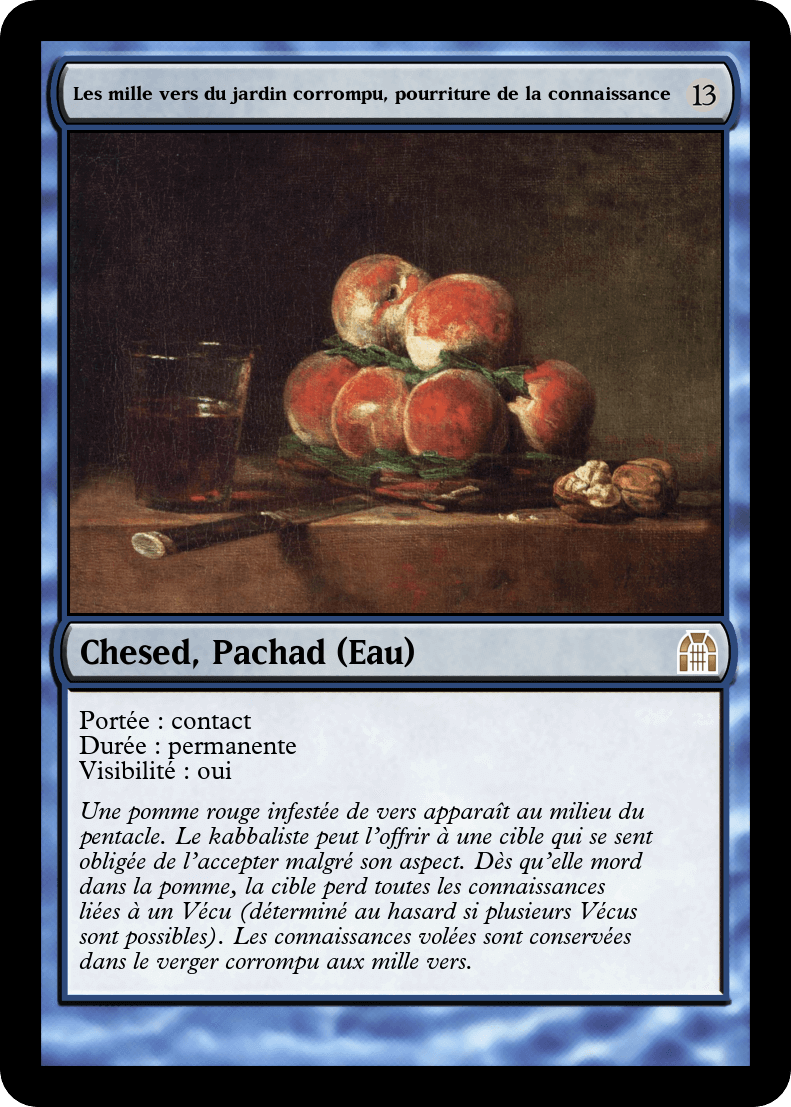 Les mille vers du jardin corrompu, pourriture de la connaissance 13
Chesed, Pachad (Eau)
Portée : contact
Durée : permanente
Visibilité : oui
Une pomme rouge infestée de vers apparaît au milieu du
pentacle. Le kabbaliste peut l'offrir à une cible qui se sent
obligée de l'accepter malgré son aspect. Dès qu'elle mord
dans la pomme, la cible perd toutes les connaissances
liées à un Vécu (déterminé au hasard si plusieurs Vécus
sont possibles). Les connaissances volées sont conservées
dans le verger corrompu aux mille vers.